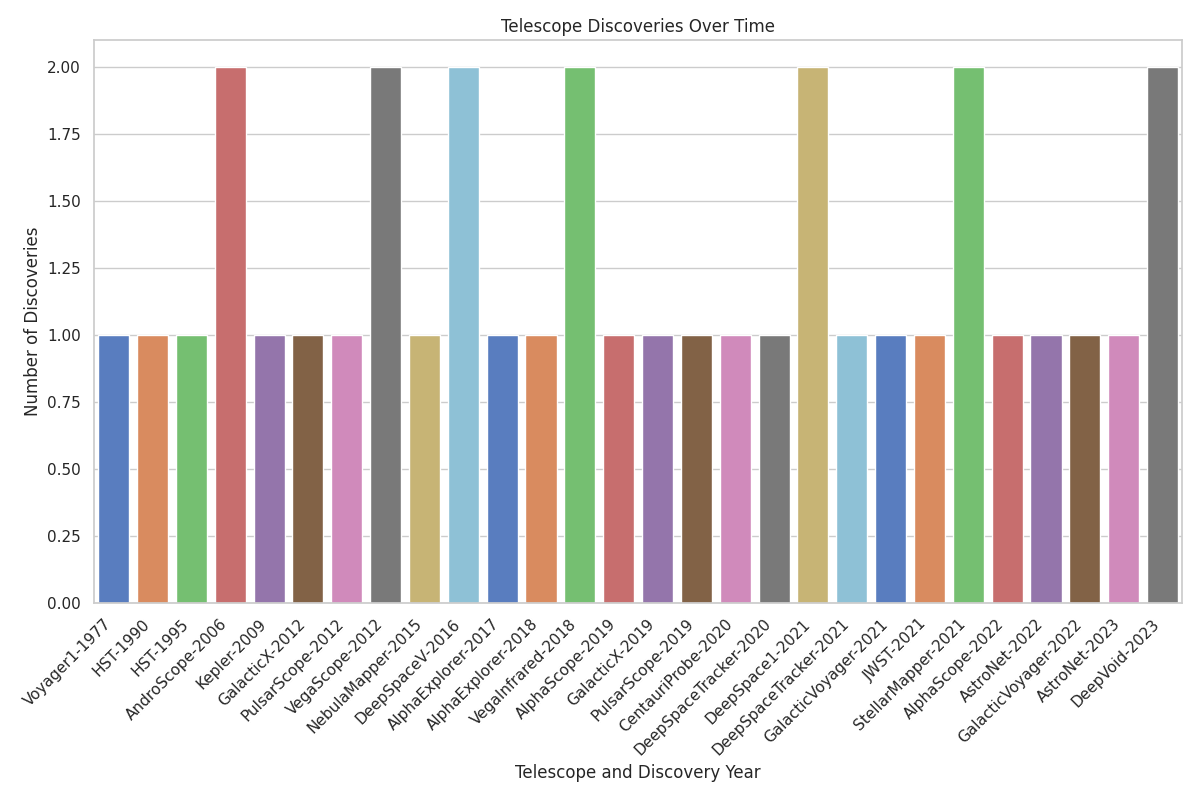 Telescope Discoveries Over Time
Number of Discoveries
2.00
1.75
1.50
1.25
1.00
0.75
0.50
0.25
0.00
Voyager1-1977
HST-1990
HST-1995
AndroScope-2006
Kepler-2009
GalacticX-2012
PulsarScope-2012
VegaScope-2012
NebulaMapper-2015
DeepSpaceV-2016
AlphaExplorer-2017
AlphaExplorer-2018
VegaInfrared-2018
AlphaScope-2019
GalacticX-2019
PulsarScope-2019
CentauriProbe-2020
DeepSpaceTracker-2020
DeepSpace1-2021
DeepSpaceTracker-2021
GalacticVoyager-2021
JWST-2021
StellarMapper-2021
AlphaScope-2022
AstroNet-2022
GalacticVoyager-2022
AstroNet-2023
DeepVoid-2023
Telescope and Discovery Year